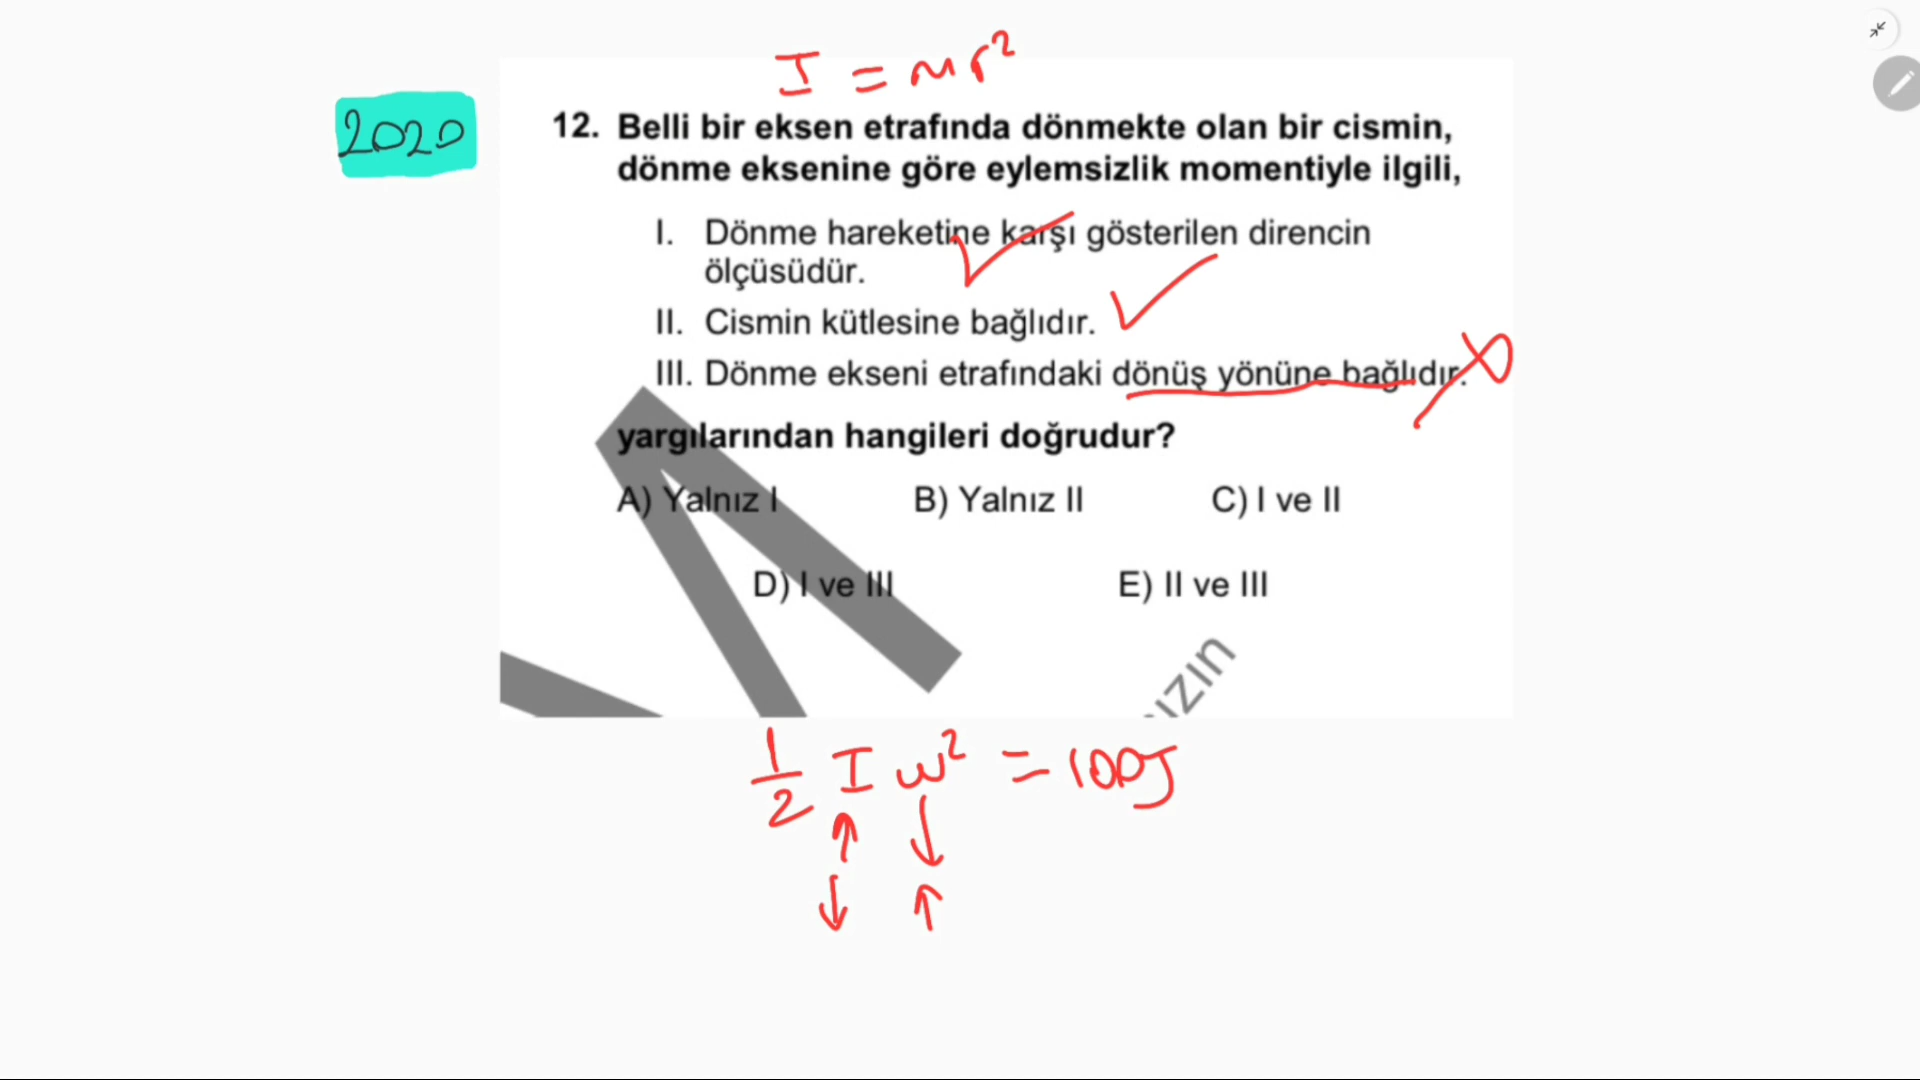 I = mr²
2020
12. Belli bir eksen etrafında dönmekte olan bir cismin,
dönme eksenine göre eylemsizlik momentiyle ilgili,
I. Dönme hareketine karşı gösterilen direncin
ölçüsüdür.
II. Cismin kütlesine bağlıdır.
III. Dönme ekseni etrafındaki dönüş yönüne bağlıdır.
yargılarından hangileri doğrudur?
A) Yalnız I B) Yalnız II C) I ve II
D) I ve III E) II ve III
1/2 I w² = 100J